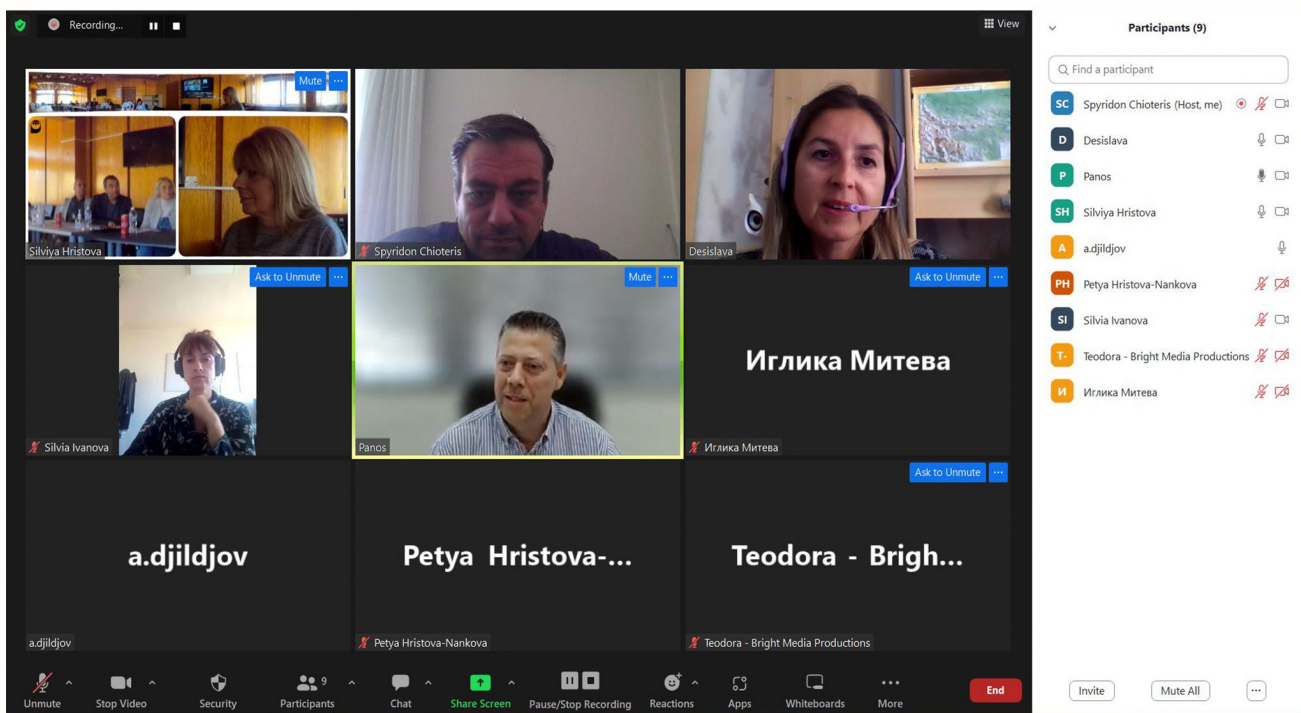 Recording...
View
Mute
Silviya Hristova
Spyridon Chioteris
Desislava
Ask to Unmute
Silvia Ivanova
Mute
Panos
Ask to Unmute
Иглика Митева
Иглика Митева
a.djildjov
a.djildjov
Petya Hristova-...
Petya Hristova-Nankova
Ask to Unmute
Teodora - Brigh...
Teodora - Bright Media Productions
Unmute
Stop Video
Security
9
Participants
Chat
Share Screen
Pause/Stop Recording
Reactions
Apps
Whiteboards
More
End
Participants (9)
Find a participant
SC Spyridon Chioteris (Host, me)
D Desislava
P Panos
SH Silviya Hristova
A a.djildjov
PH Petya Hristova-Nankova
SI Silvia Ivanova
T- Teodora - Bright Media Productions
И Иглика Митева
Invite
Mute All